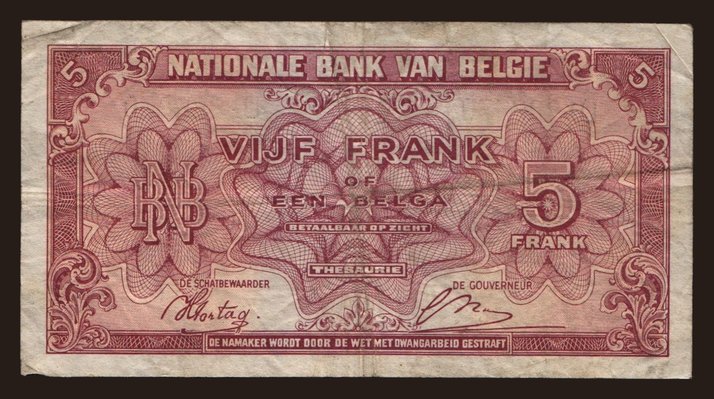 5 NATIONALE BANK VAN BELGIE 5
VIJF FRANK
OF
EEN BELGA
BETAALBAAR OP ZICHT
THESAURIE
BNB
5
FRANK
DE SCHATBEWAARDER
DE GOUVERNEUR
DE NAMAKER WORDT DOOR DE WET MET DWANGARBEID GESTRAFT